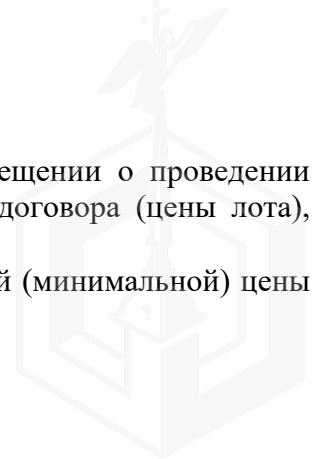 ещении о проведении
договора (цены лота),
й (минимальной) цены